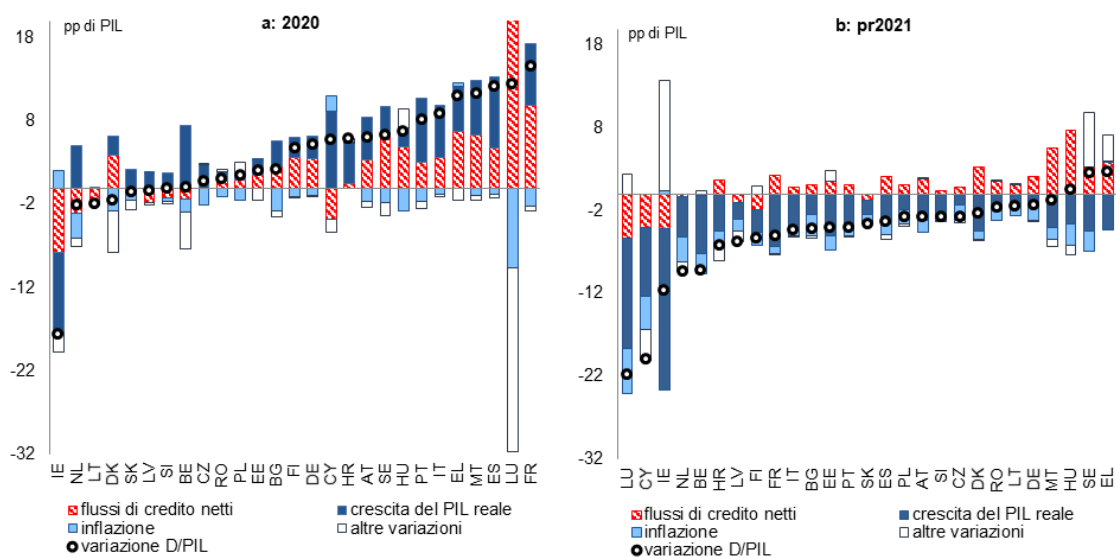 pp di PIL
a: 2020
18
8
-2
-12
-22
-32
IE NL LT DK SK LV SI BE CZ RO PL EE BG FI DE CY HR AT SE HU PT IT EL MT ES LU FR
flussi di credito netti
crescita del PIL reale
inflazione
altre variazioni
variazione D/PIL
pp di PIL
b: pr2021
18
8
-2
-12
-22
-32
LU CY IE NL BE HR LV FI FR IT BG EE PT SK ES PL AT SI CZ DK RO LT DE MT HU SE EL
flussi di credito netti
crescita del PIL reale
inflazione
altre variazioni
variazione D/PIL